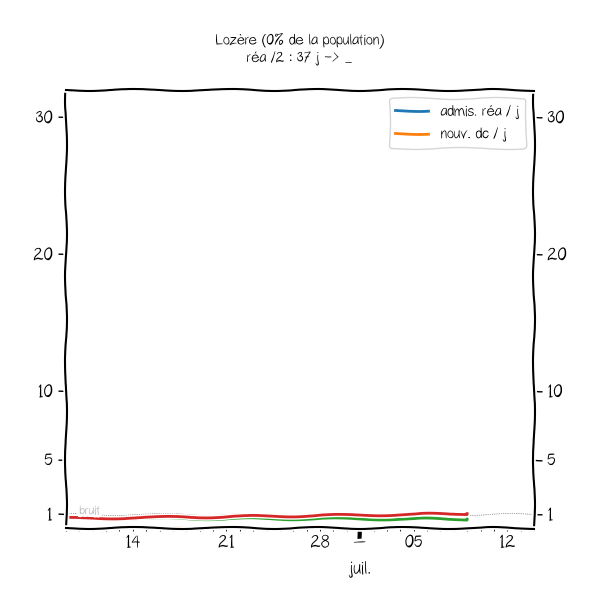 Lozère (0% de la population)
réa /2 : 37 j -> _
admis. réa / j
nouv. dc / j
30
30
20
20
10
10
5
5
1
bruit
1
14
21
28
05
12
juil.